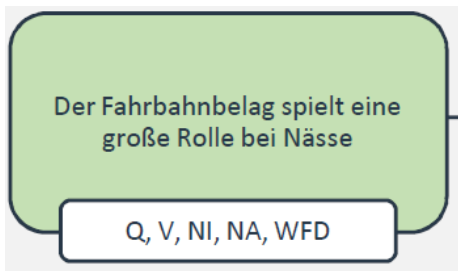 Der Fahrbahnbelag spielt eine
große Rolle bei Nässe
Q, V, NI, NA, WFD